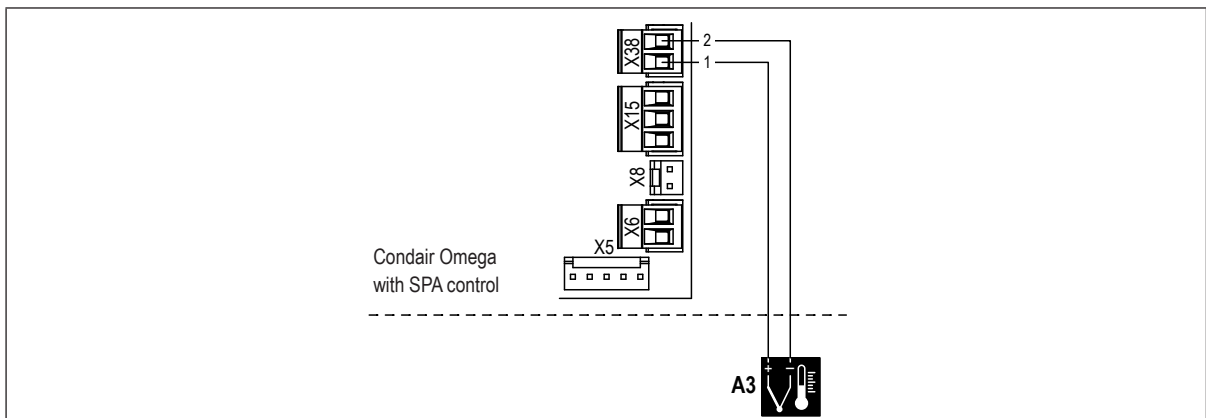 X38
2
1
X15
X8
X6
X5
Condair Omega
with SPA control
A3
+ −